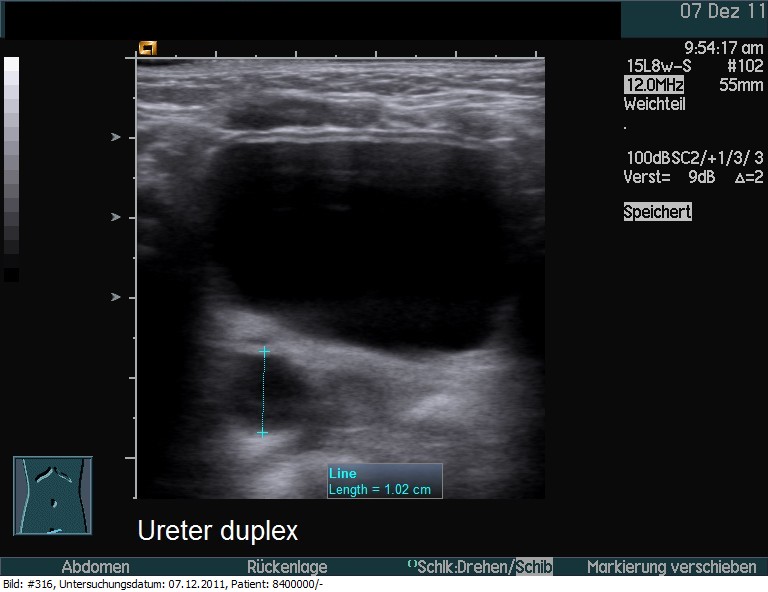 07 Dez 11
9:54:17 am
15L8w-S #102
12.0MHz 55mm
Weichteil
.
100dB SC2/+1/3/ 3
Verst= 9dB Δ=2
Speichert
Line
Length = 1.02 cm
Ureter duplex
Abdomen Rückenlage Schlk:Drehen/Schib Markierung verschieben
Bild: #316, Untersuchungsdatum: 07.12.2011, Patient: 8400000/-